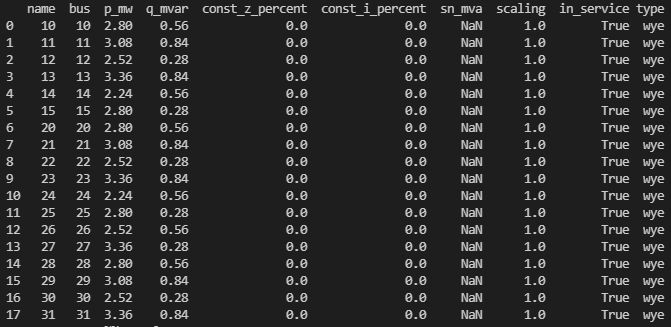 name bus p_mw q_mvar const_z_percent const_i_percent sn_mva scaling in_service type
0 10 10 2.80 0.56 0.0 0.0 NaN 1.0 True wye
1 11 11 3.08 0.84 0.0 0.0 NaN 1.0 True wye
2 12 12 2.52 0.28 0.0 0.0 NaN 1.0 True wye
3 13 13 3.36 0.84 0.0 0.0 NaN 1.0 True wye
4 14 14 2.24 0.56 0.0 0.0 NaN 1.0 True wye
5 15 15 2.80 0.28 0.0 0.0 NaN 1.0 True wye
6 20 20 2.80 0.56 0.0 0.0 NaN 1.0 True wye
7 21 21 3.08 0.84 0.0 0.0 NaN 1.0 True wye
8 22 22 2.52 0.28 0.0 0.0 NaN 1.0 True wye
9 23 23 3.36 0.84 0.0 0.0 NaN 1.0 True wye
10 24 24 2.24 0.56 0.0 0.0 NaN 1.0 True wye
11 25 25 2.80 0.28 0.0 0.0 NaN 1.0 True wye
12 26 26 2.52 0.56 0.0 0.0 NaN 1.0 True wye
13 27 27 3.36 0.28 0.0 0.0 NaN 1.0 True wye
14 28 28 2.80 0.56 0.0 0.0 NaN 1.0 True wye
15 29 29 3.08 0.84 0.0 0.0 NaN 1.0 True wye
16 30 30 2.52 0.28 0.0 0.0 NaN 1.0 True wye
17 31 31 3.36 0.84 0.0 0.0 NaN 1.0 True wye